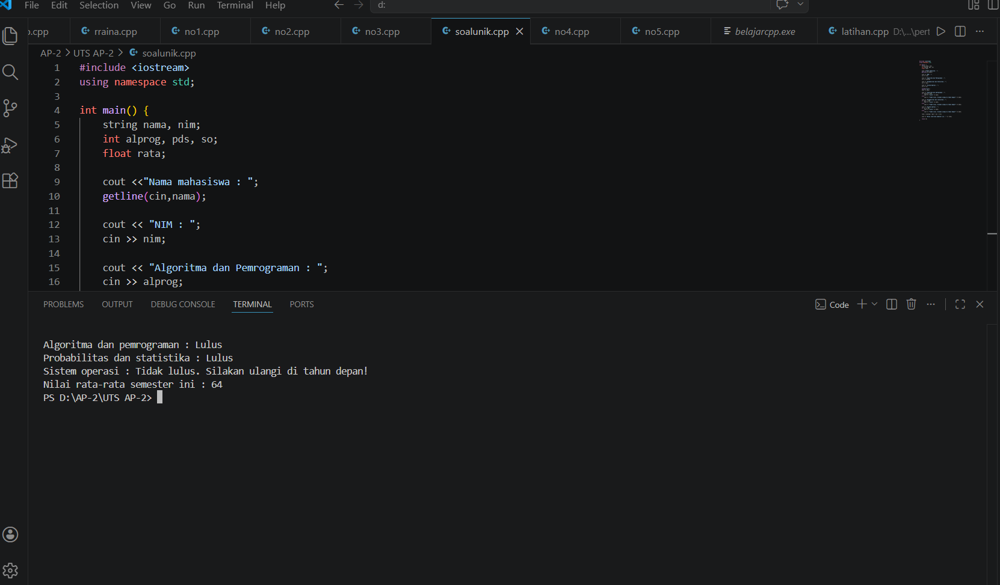 File Edit Selection View Go Run Terminal Help d:
.cpp rraina.cpp no1.cpp no2.cpp no3.cpp soalunik.cpp no4.cpp no5.cpp belajarcpp.exe latihan.cpp D:\...\pert
AP-2 > UTS AP-2 > soalunik.cpp
1 #include <iostream>
2 using namespace std;
3
4 int main() {
5 string nama, nim;
6 int alprog, pds, so;
7 float rata;
8
9 cout <<"Nama mahasiswa : ";
10 getline(cin,nama);
11
12 cout << "NIM : ";
13 cin >> nim;
14
15 cout << "Algoritma dan Pemrograman : ";
16 cin >> alprog;
PROBLEMS OUTPUT DEBUG CONSOLE TERMINAL PORTS Code
Algoritma dan pemrograman : Lulus
Probabilitas dan statistika : Lulus
Sistem operasi : Tidak lulus. Silakan ulangi di tahun depan!
Nilai rata-rata semester ini : 64
PS D:\AP-2\UTS AP-2>